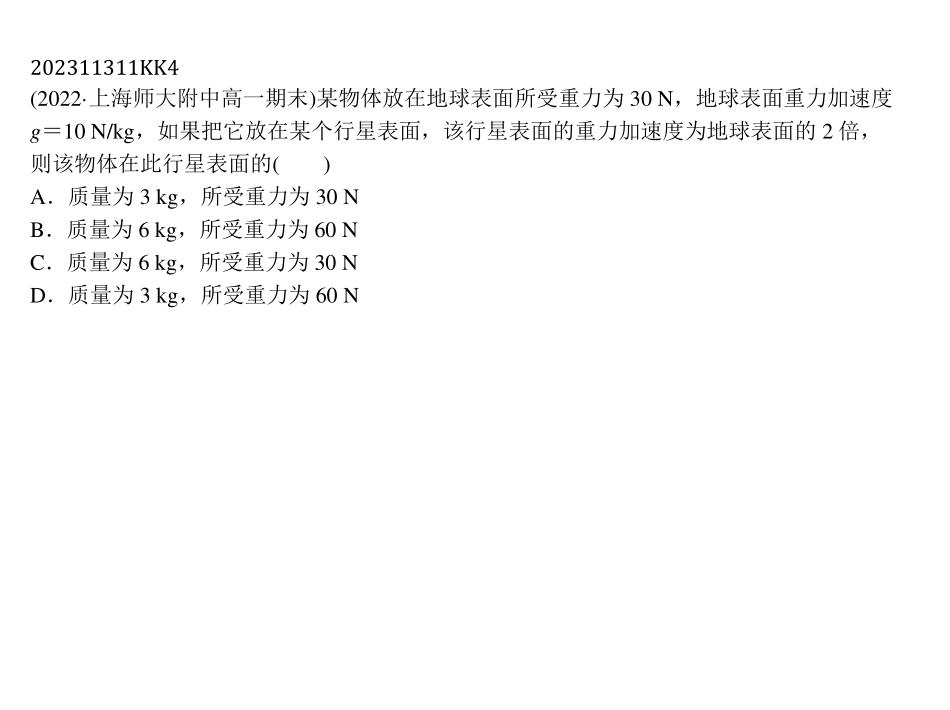 202311311KK4
(2022·上海师大附中高一期末)某物体放在地球表面所受重力为 30 N，地球表面重力加速度
g＝10 N/kg，如果把它放在某个行星表面，该行星表面的重力加速度为地球表面的 2 倍，
则该物体在此行星表面的(　　)
A．质量为 3 kg，所受重力为 30 N
B．质量为 6 kg，所受重力为 60 N
C．质量为 6 kg，所受重力为 30 N
D．质量为 3 kg，所受重力为 60 N